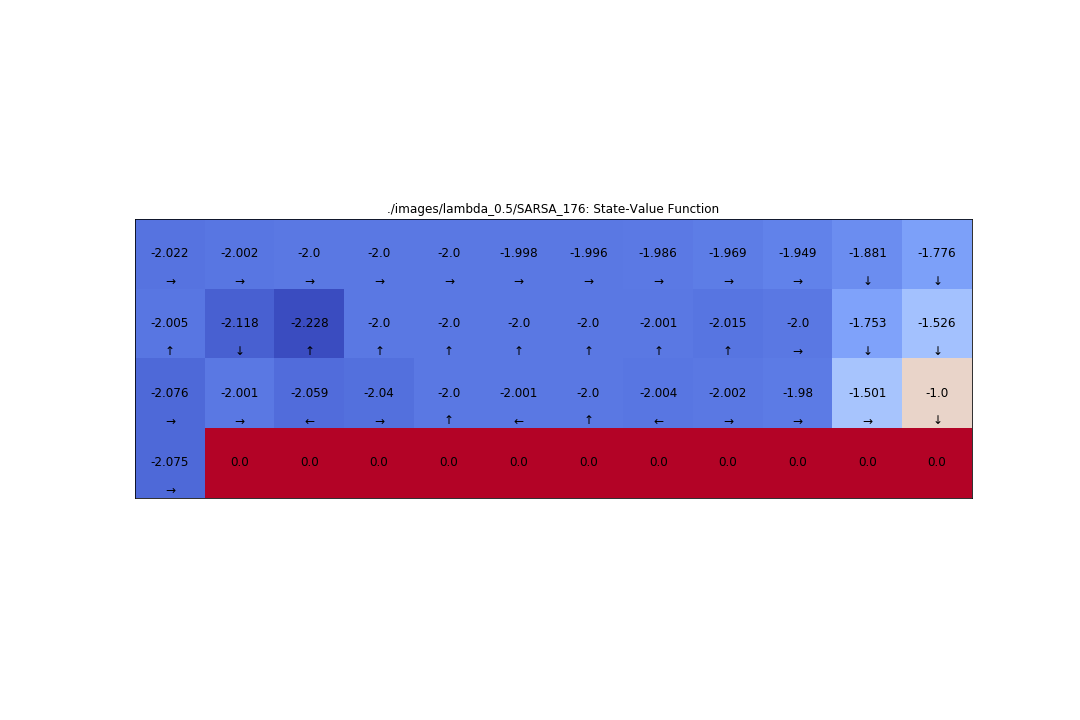 ./images/lambda_0.5/SARSA_176: State-Value Function
-2.022 -2.002 -2.0 -2.0 -2.0 -1.998 -1.996 -1.986 -1.969 -1.949 -1.881 -1.776
→ → → → → → → → → → ↓ ↓
-2.005 -2.118 -2.228 -2.0 -2.0 -2.0 -2.0 -2.001 -2.015 -2.0 -1.753 -1.526
↑ ↓ ↑ ↑ ↑ ↑ ↑ ↑ ↑ → ↓ ↓
-2.076 -2.001 -2.059 -2.04 -2.0 -2.001 -2.0 -2.004 -2.002 -1.98 -1.501 -1.0
→ → ← → ↑ ← ↑ ← → → → ↓
-2.075 0.0 0.0 0.0 0.0 0.0 0.0 0.0 0.0 0.0 0.0 0.0
→